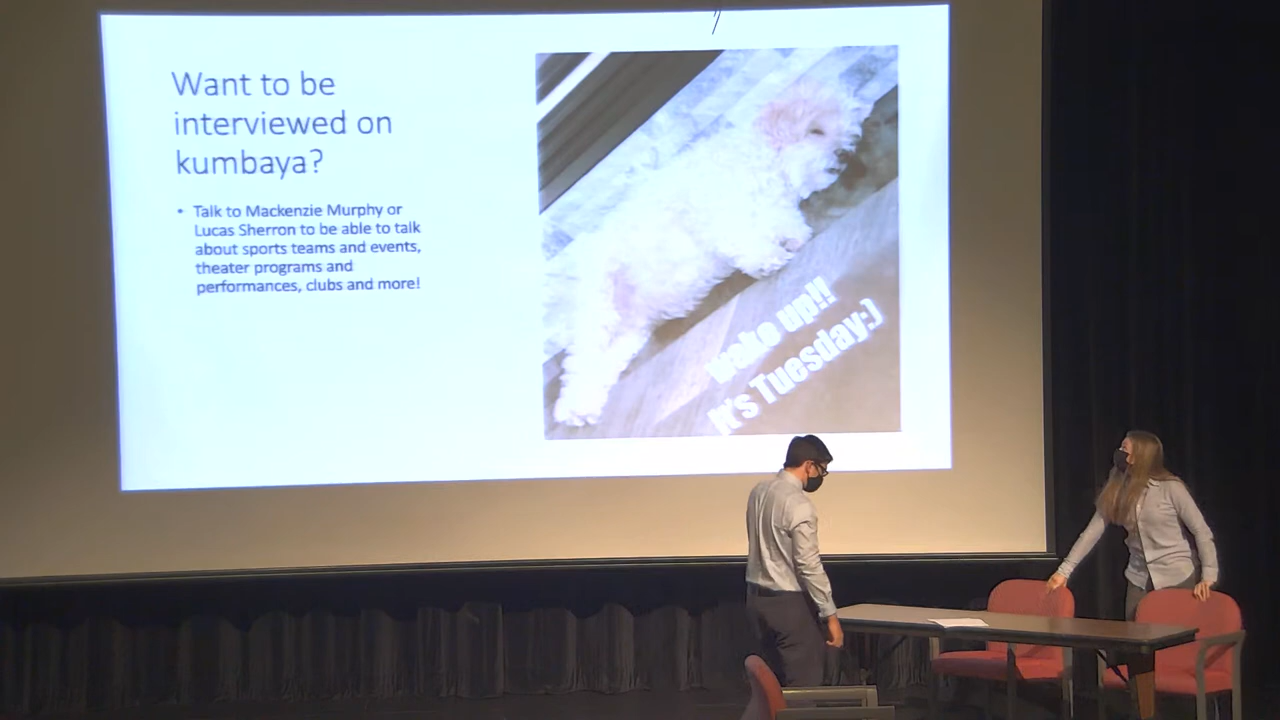 Want to be
interviewed on
kumbaya?
• Talk to Mackenzie Murphy or
Lucas Sherron to be able to talk
about sports teams and events,
theater programs and
performances, clubs and more!
wake up!!
it's Tuesday:)